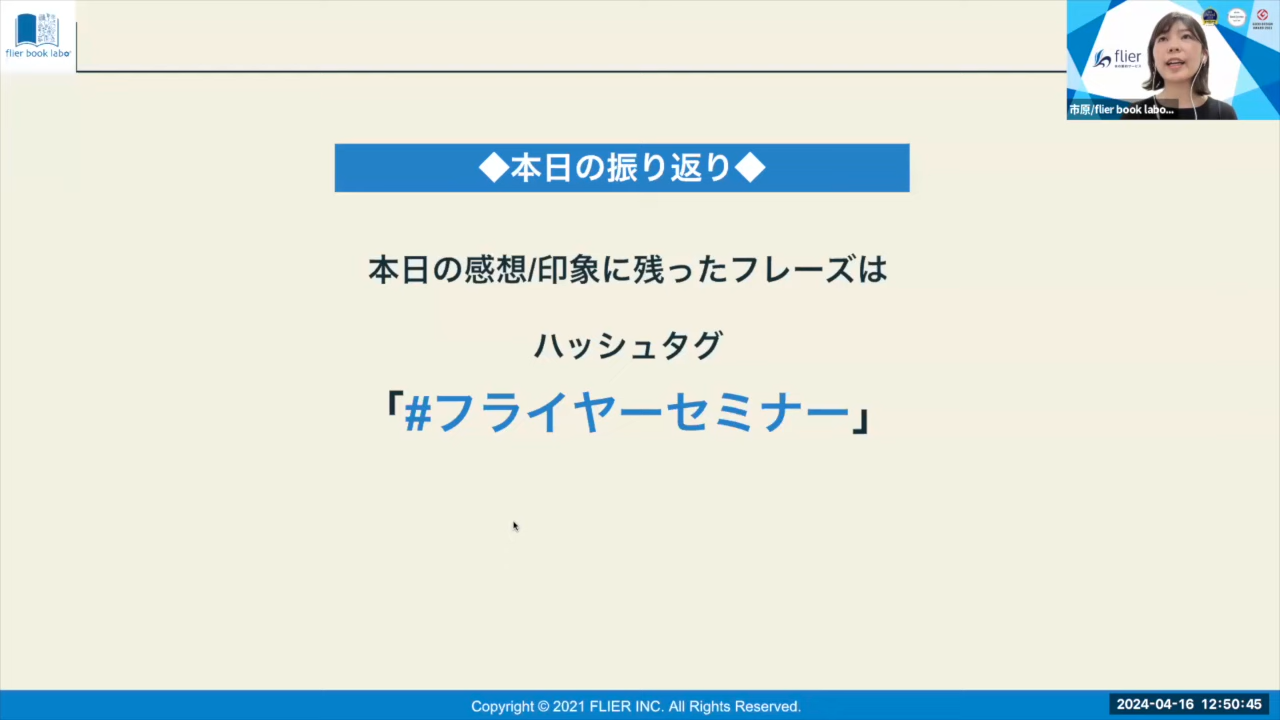 flier book labo
flier
市原/flier book labo...
◆本日の振り返り◆
本日の感想/印象に残ったフレーズは
ハッシュタグ
「#フライヤーセミナー」
Copyright © 2021 FLIER INC. All Rights Reserved.
2024-04-16 12:50:45